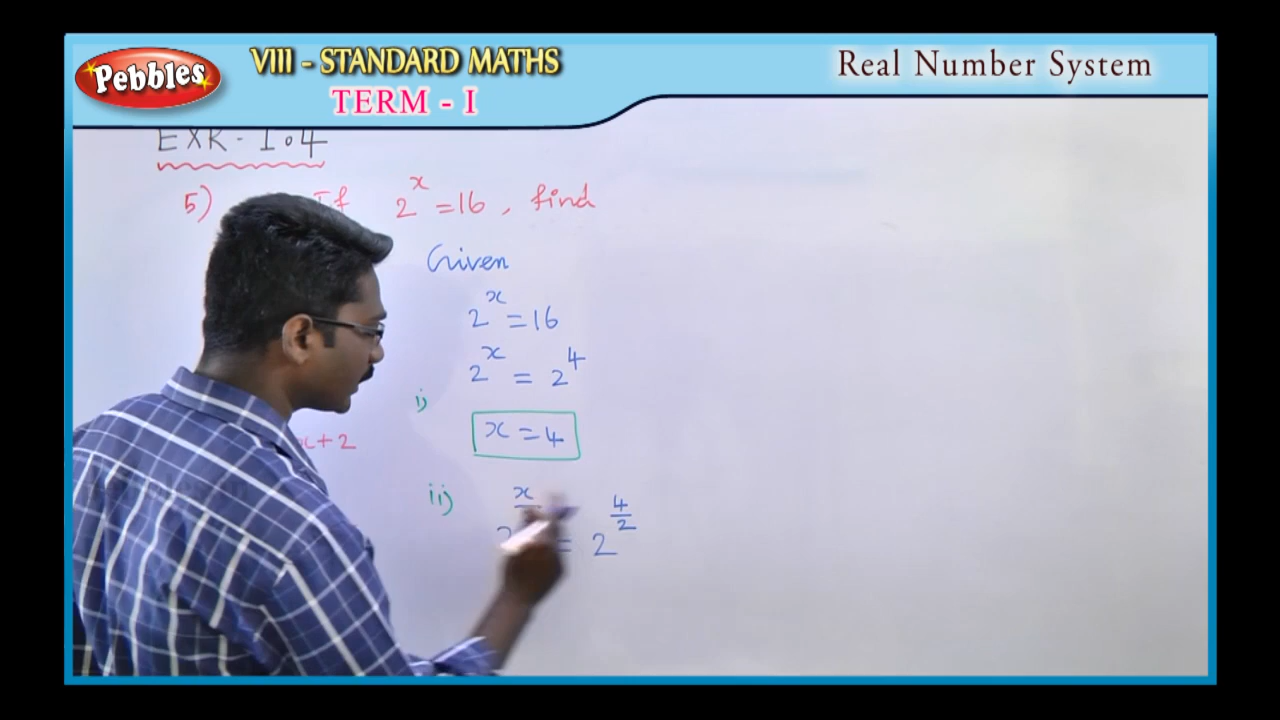 Pebbles
VIII - STANDARD MATHS
TERM - I
Real Number System
EXR - 1.4
5) If 2^x = 16, find
Given
2^x = 16
2^x = 2^4
i) x = 4
x+2
ii) x = 2^(4/2)